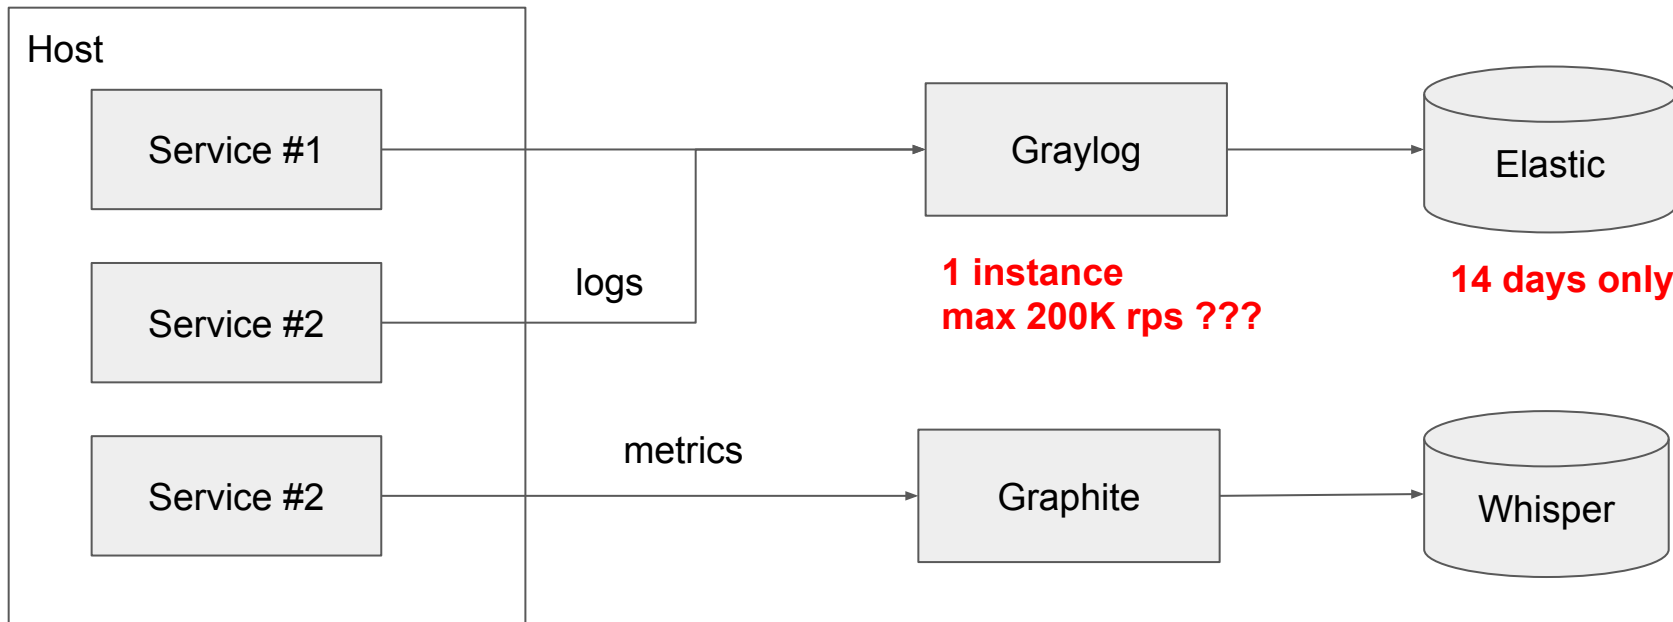 Host
Service #1
Graylog
Elastic
1 instance
max 200K rps ???
14 days only
logs
Service #2
metrics
Service #2
Graphite
Whisper